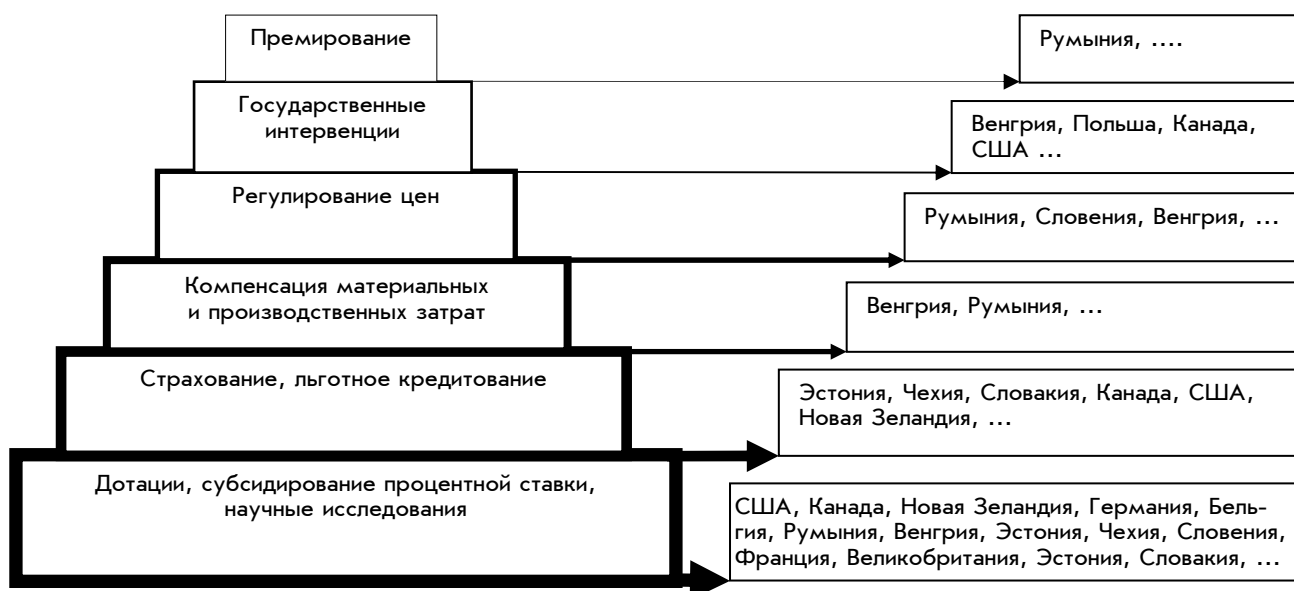 Премирование
Румыния, ....
Государственные
интервенции
Венгрия, Польша, Канада,
США ...
Регулирование цен
Румыния, Словения, Венгрия, ...
Компенсация материальных
и производственных затрат
Венгрия, Румыния, ...
Страхование, льготное кредитование
Эстония, Чехия, Словакия, Канада, США,
Новая Зеландия, ...
Дотации, субсидирование процентной ставки,
научные исследования
США, Канада, Новая Зеландия, Германия, Бель-
гия, Румыния, Венгрия, Эстония, Чехия, Словения,
Франция, Великобритания, Эстония, Словакия, ...